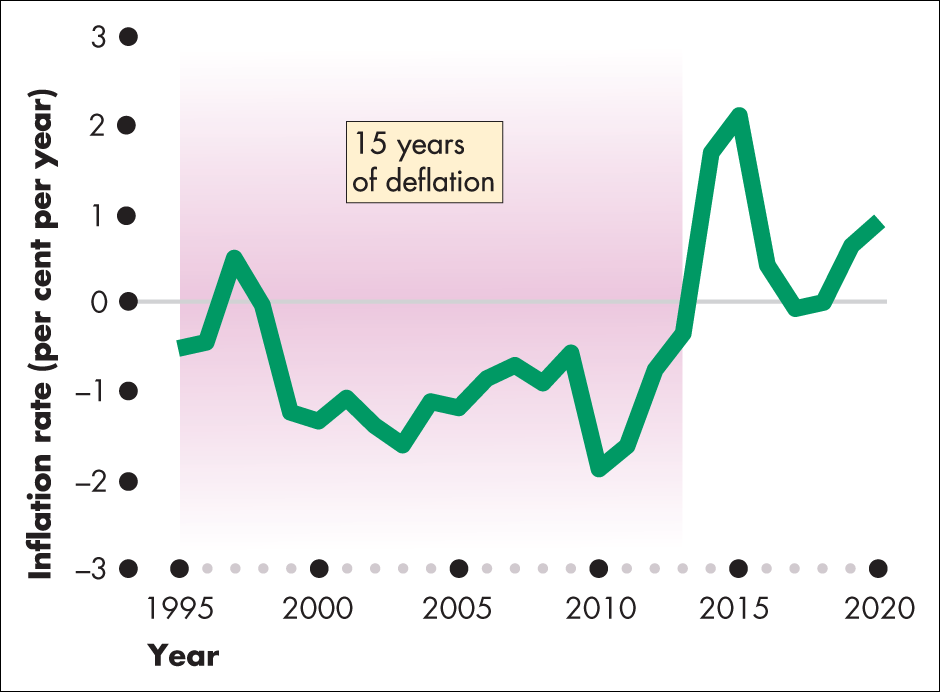 3
2
1
0
−1
−2
−3
Inflation rate (per cent per year)
15 years
of deflation
1995 2000 2005 2010 2015 2020
Year